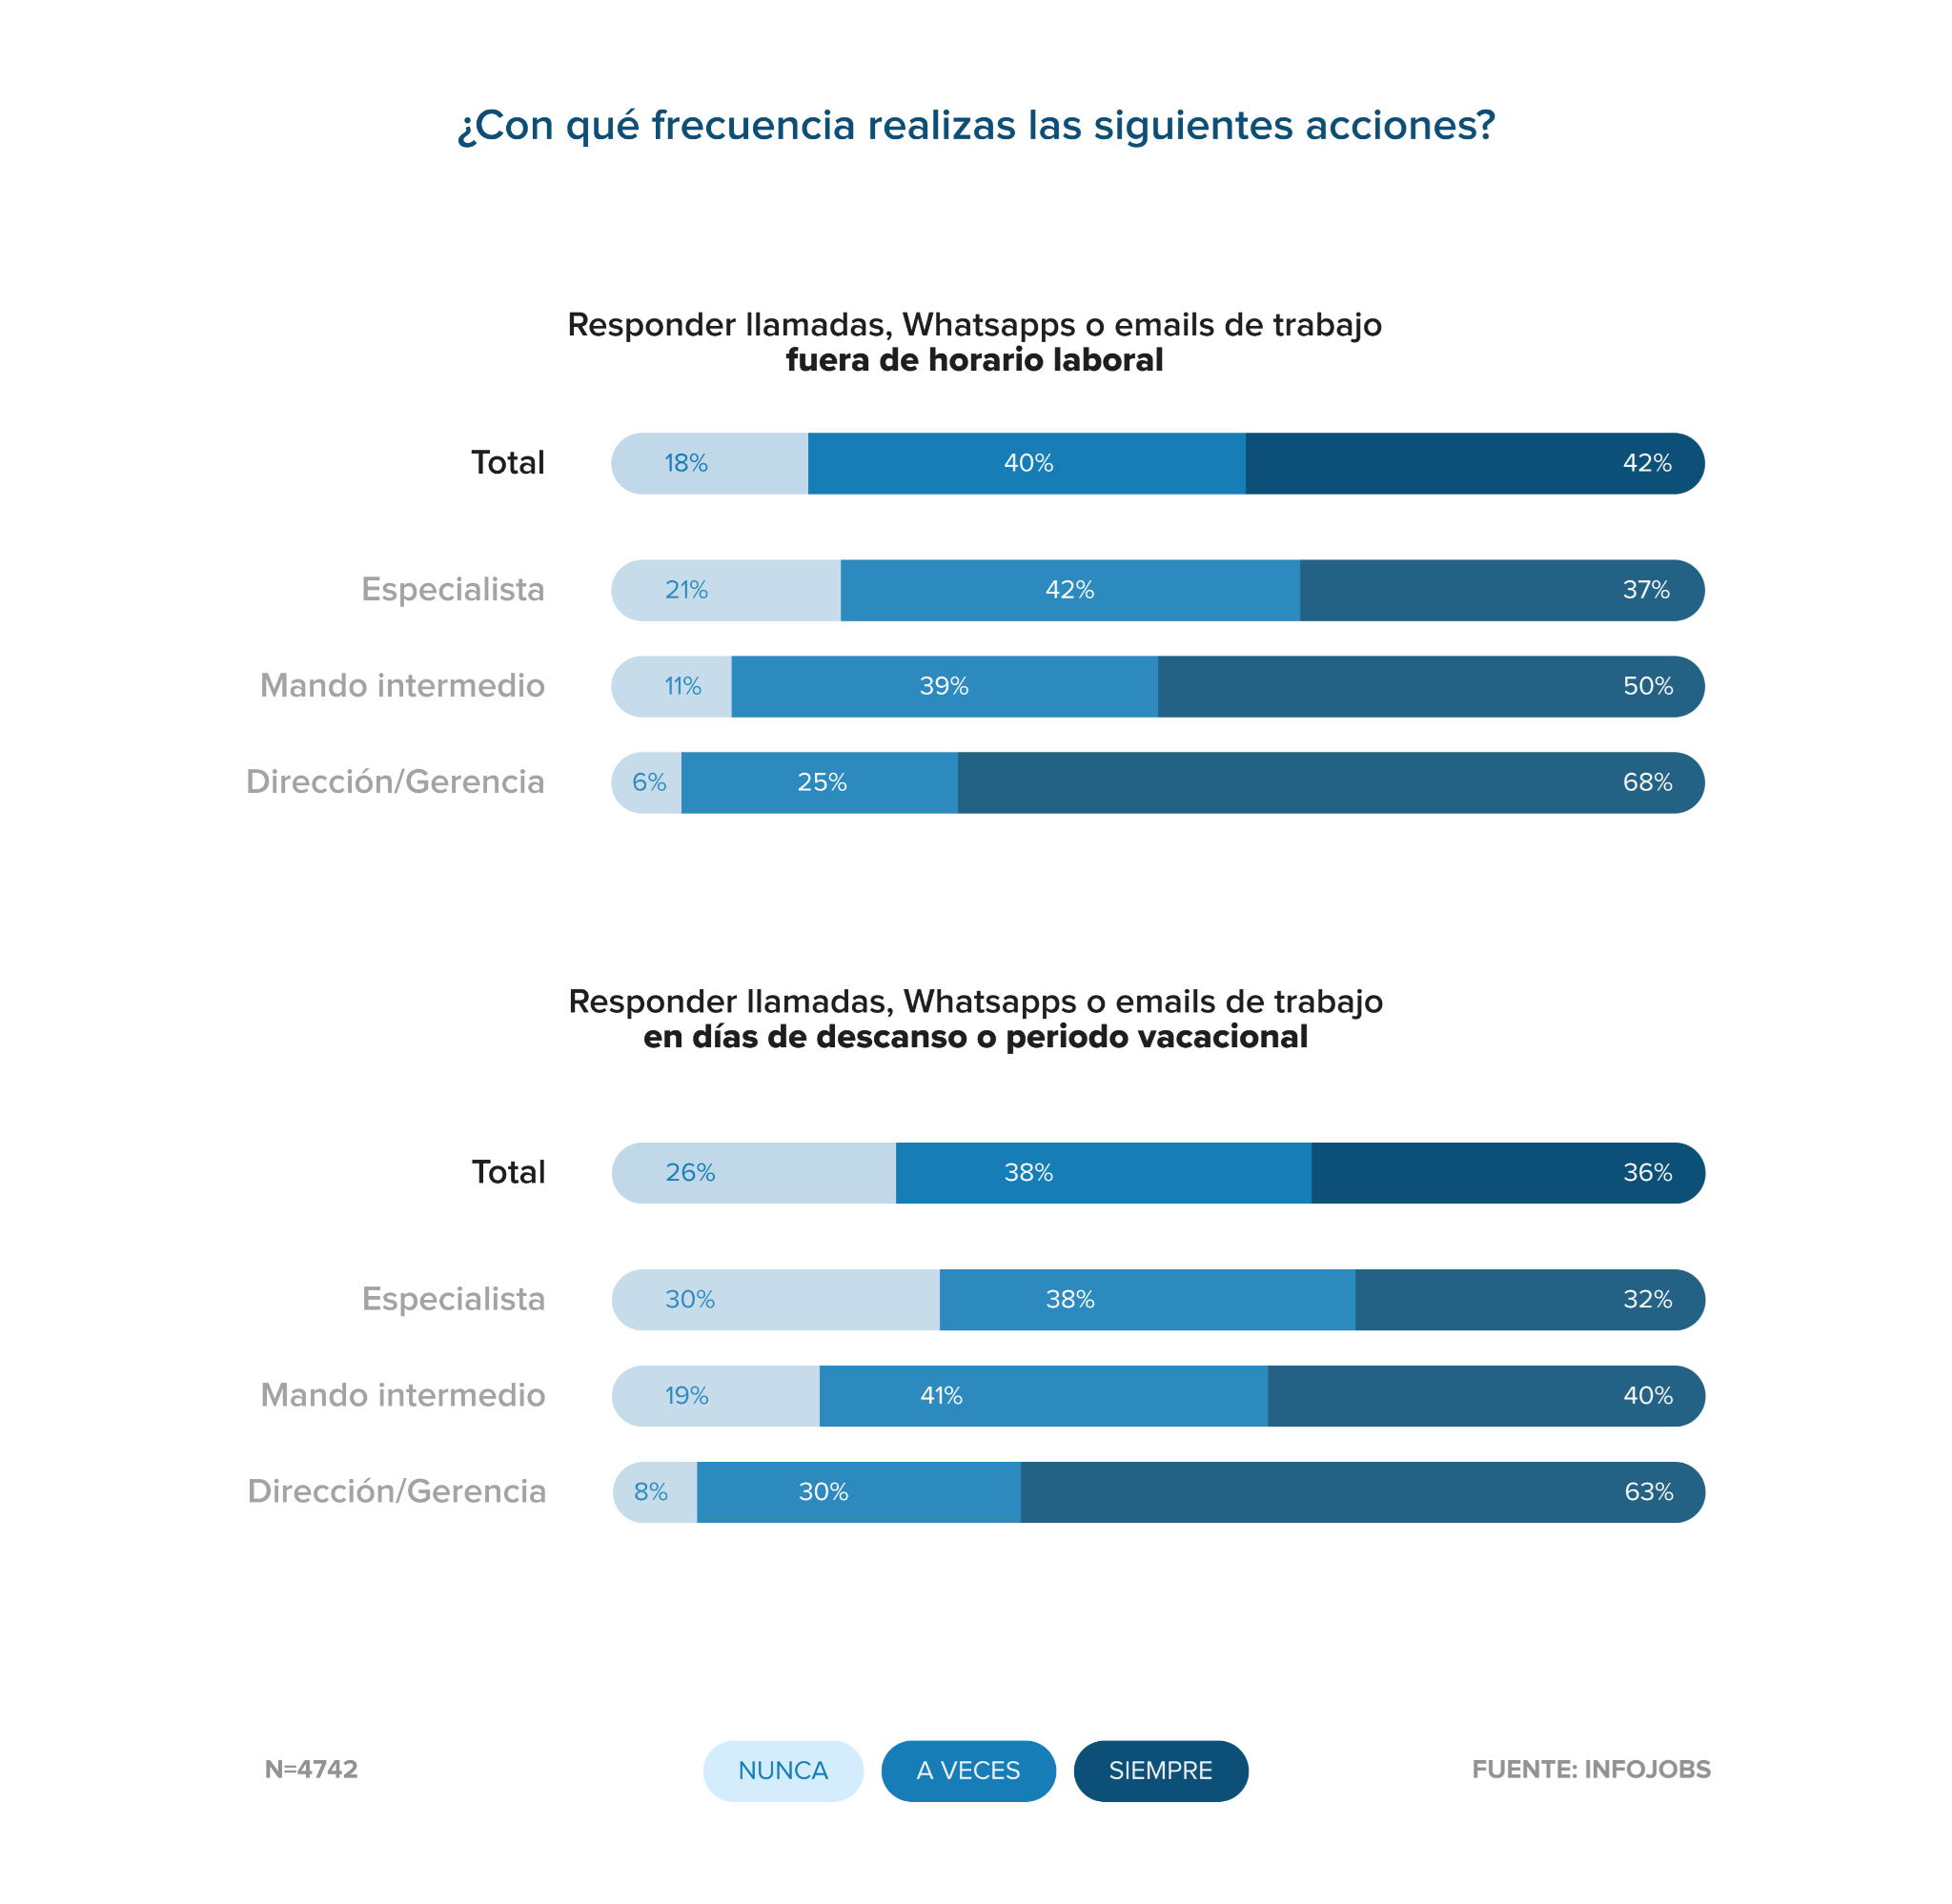 ¿Con qué frecuencia realizas las siguientes acciones?
Responder llamadas, Whatsapps o emails de trabajo
fuera de horario laboral
Total 18% 40% 42%
Especialista 21% 42% 37%
Mando intermedio 11% 39% 50%
Dirección/Gerencia 6% 25% 68%
Responder llamadas, Whatsapps o emails de trabajo
en días de descanso o periodo vacacional
Total 26% 38% 36%
Especialista 30% 38% 32%
Mando intermedio 19% 41% 40%
Dirección/Gerencia 8% 30% 63%
N=4742 NUNCA A VECES SIEMPRE FUENTE: INFOJOBS